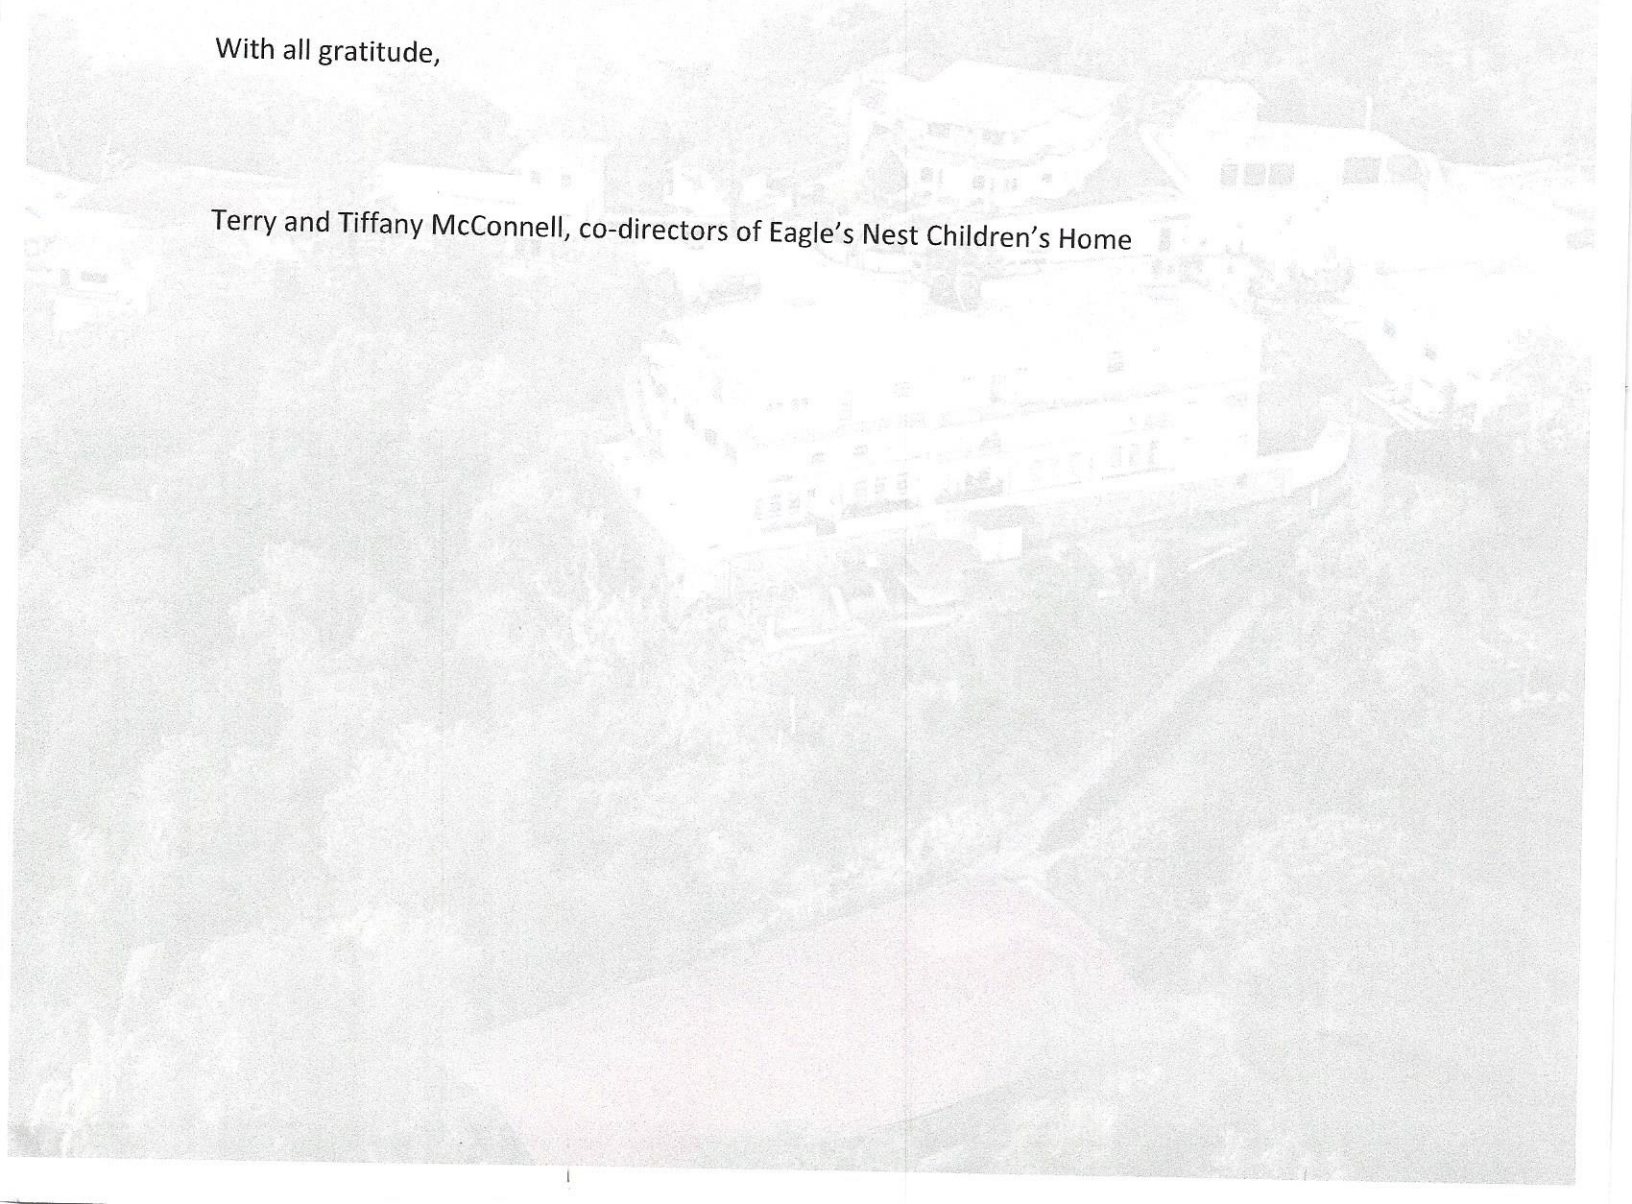 With all gratitude,
Terry and Tiffany McConnell, co-directors of Eagle’s Nest Children’s Home